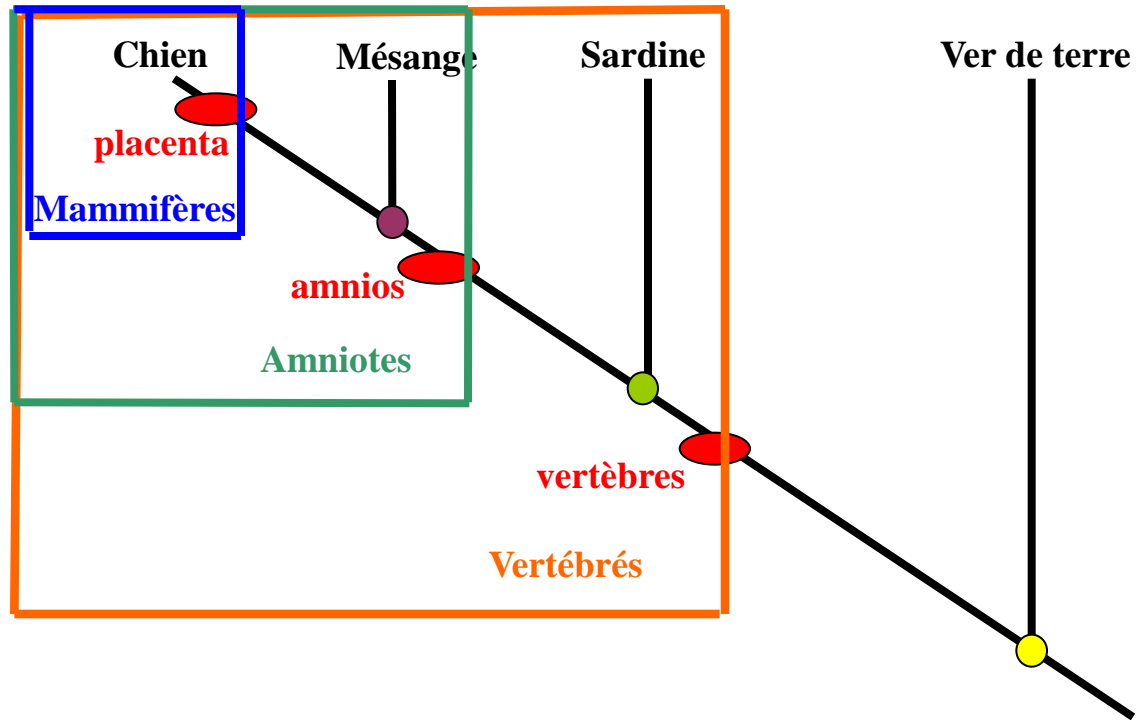 Chien
Mésange
Sardine
Ver de terre
placenta
Mammifères
amnios
Amniotes
vertèbres
Vertébrés